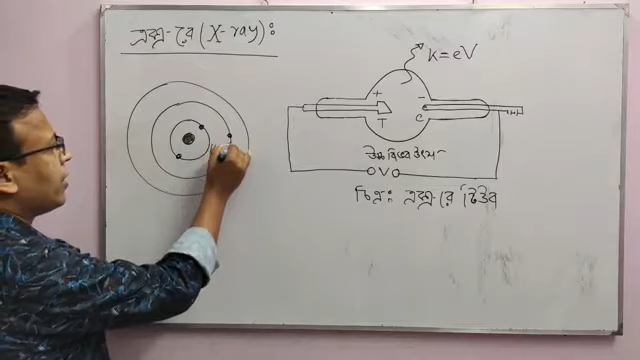 এক্স-রে (X-ray):
K=eV
+ -
T c
উচ্চ বিভব উৎস
V
চিত্র: এক্স-রে টিউব